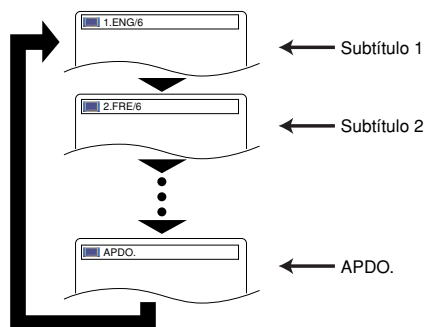 1.ENG/6
Subtítulo 1
2.FRE/6
Subtítulo 2
APDO.
APDO.